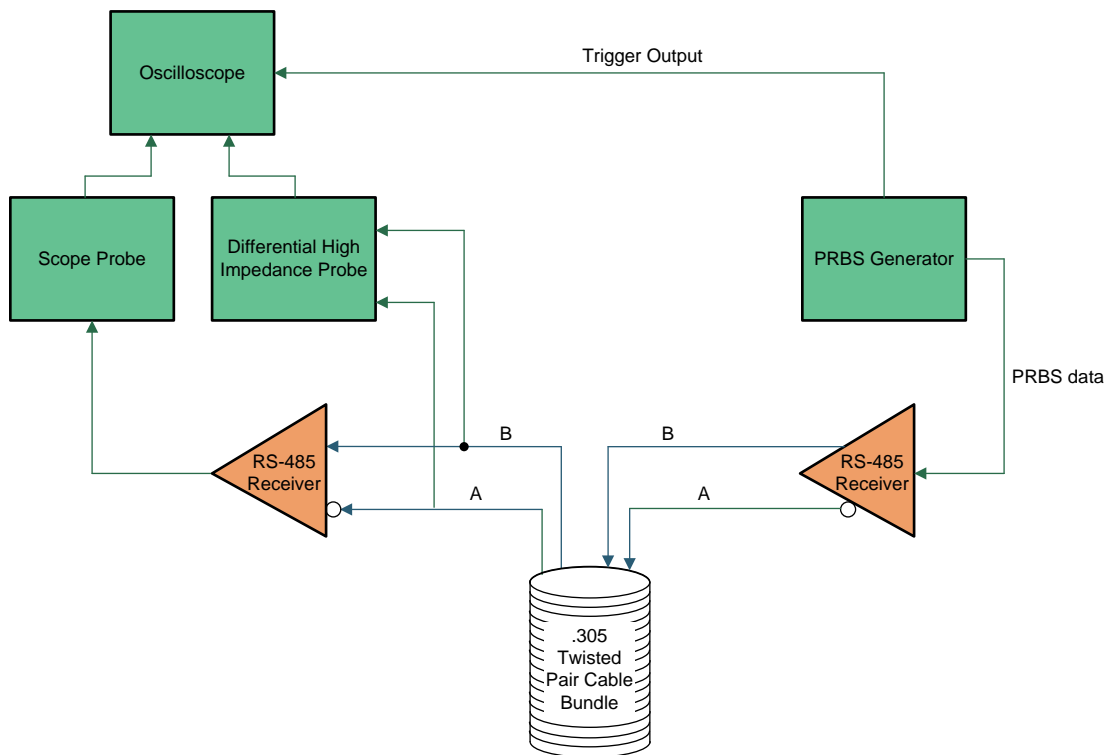 Trigger Output
Oscilloscope
Scope Probe
Differential High
Impedance Probe
PRBS Generator
PRBS data
B
B
RS-485
Receiver
RS-485
Receiver
A
A
.305
Twisted
Pair Cable
Bundle